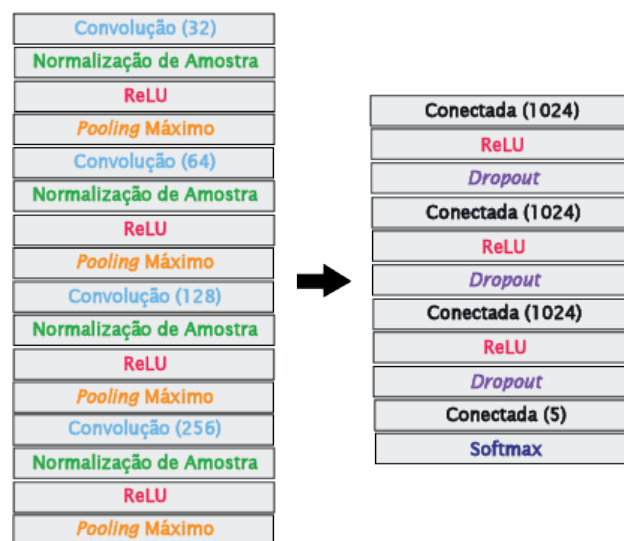 Convolução (32)
Normalização de Amostra
ReLU
Pooling Máximo
Convolução (64)
Normalização de Amostra
ReLU
Pooling Máximo
Convolução (128)
Normalização de Amostra
ReLU
Pooling Máximo
Convolução (256)
Normalização de Amostra
ReLU
Pooling Máximo
Conectada (1024)
ReLU
Dropout
Conectada (1024)
ReLU
Dropout
Conectada (1024)
ReLU
Dropout
Conectada (5)
Softmax